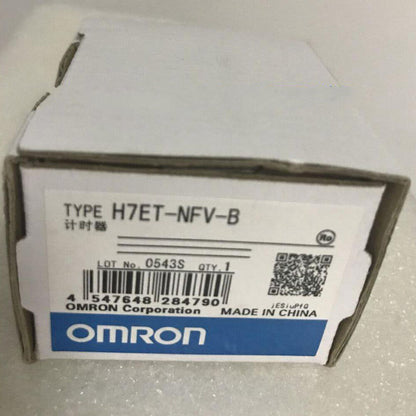 TYPE H7ET-NFV-B
计时器
Ro
LOT No. 0543S QTY. 1
4 547648 284790
OMRON Corporation MADE IN CHINA
OMRON